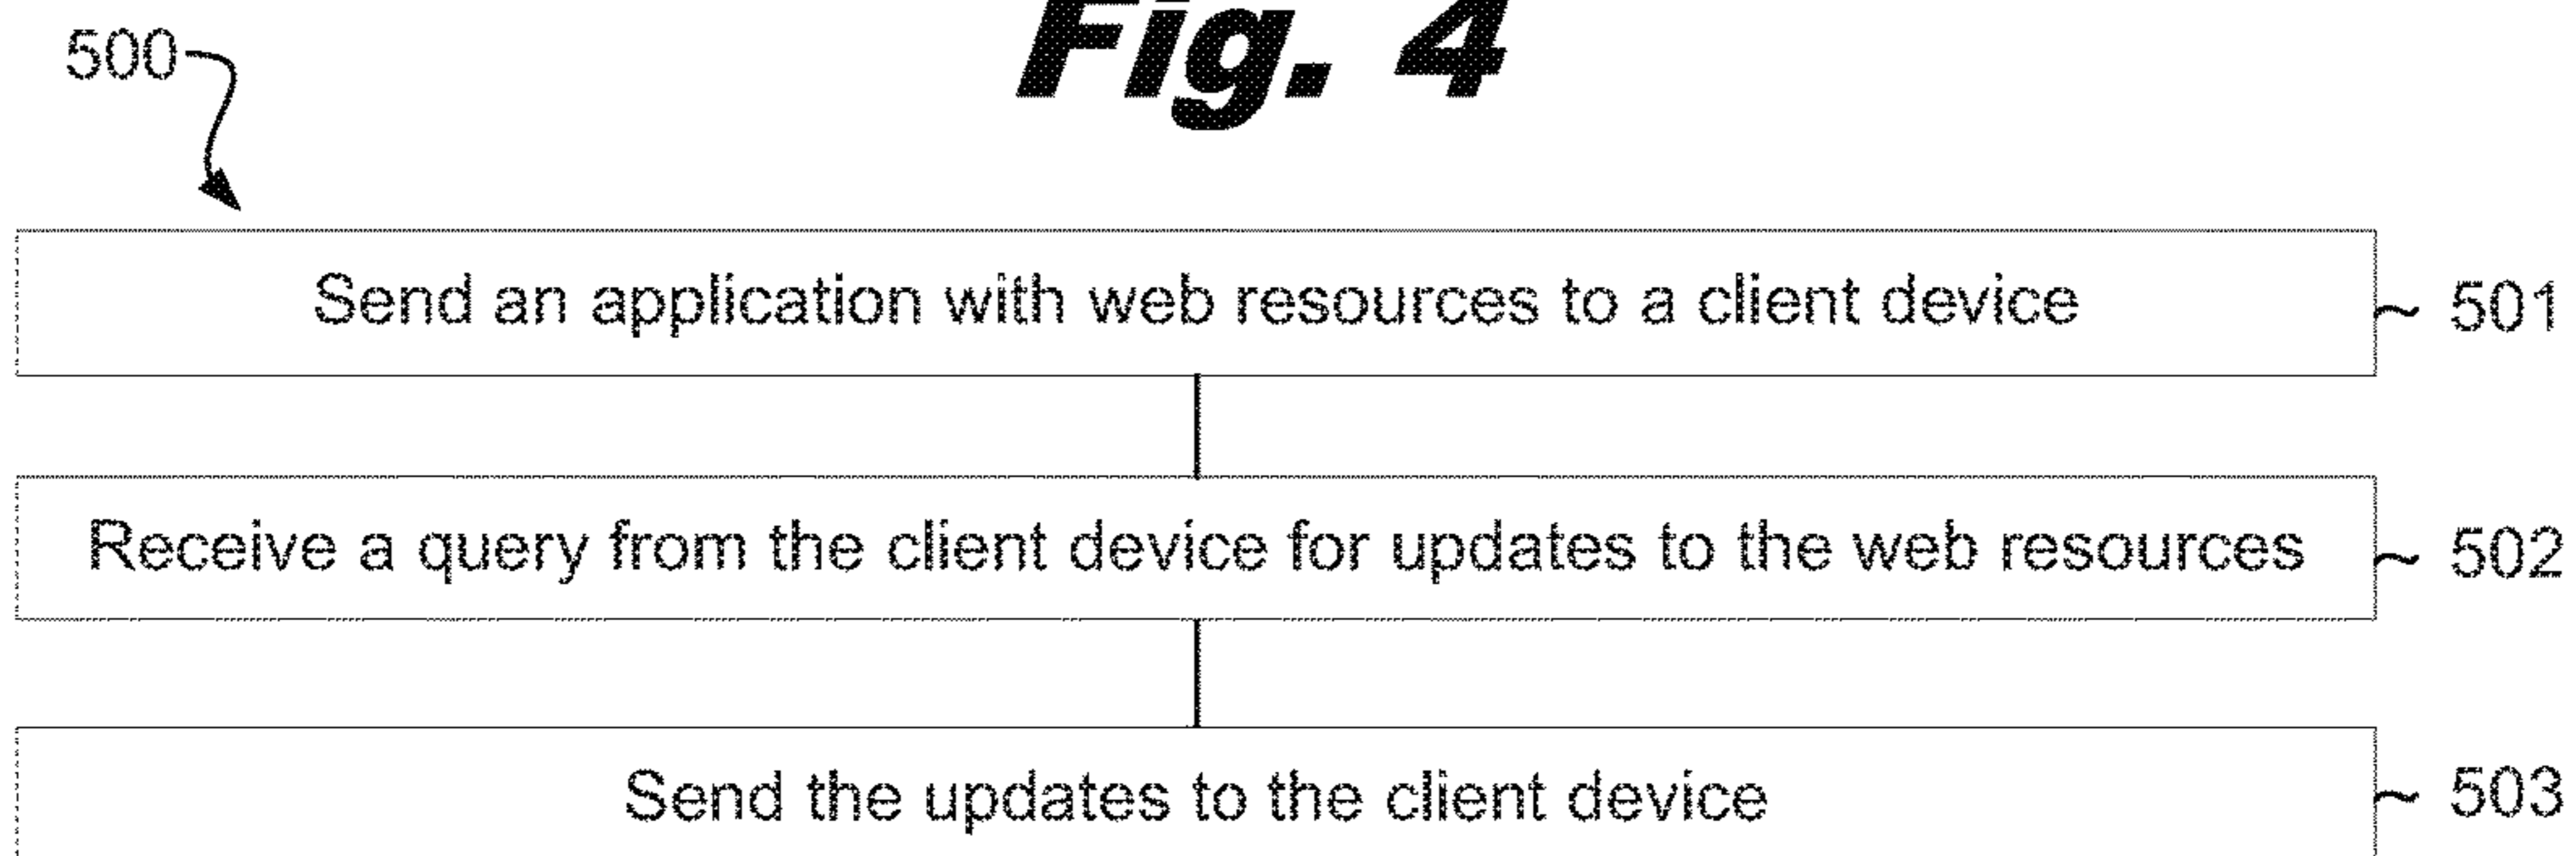 Fig. 4
500
Send an application with web resources to a client device
501
Receive a query from the client device for updates to the web resources
502
Send the updates to the client device
503